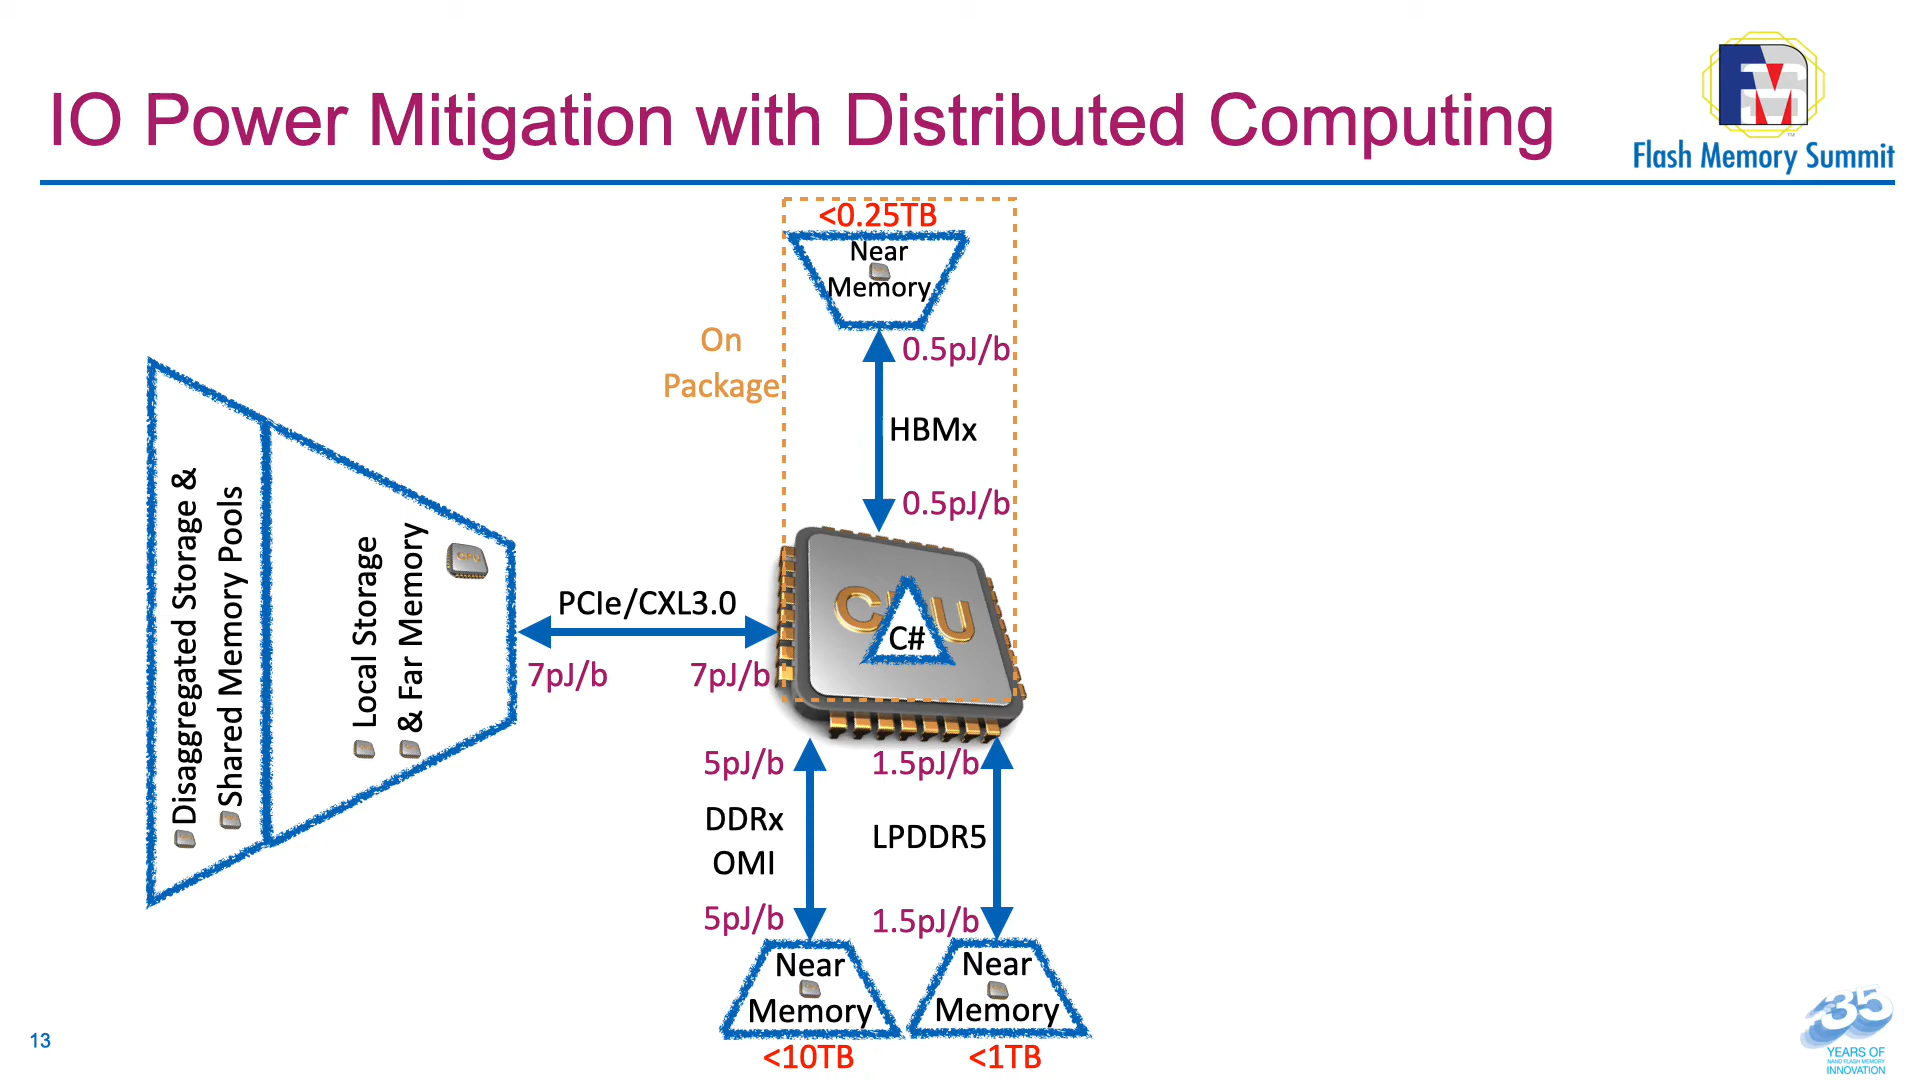 IO Power Mitigation with Distributed Computing
Flash Memory Summit
<0.25TB
Near
Memory
On
Package
0.5pJ/b
HBMx
0.5pJ/b
Disaggregated Storage &
Shared Memory Pools
Local Storage
& Far Memory
CPU
PCIe/CXL3.0
7pJ/b
7pJ/b
CPU
C#
5pJ/b
1.5pJ/b
DDRx
OMI
LPDDR5
5pJ/b
1.5pJ/b
Near
Memory
Near
Memory
<10TB
<1TB
13
35
YEARS OF
NAND FLASH MEMORY
INNOVATION